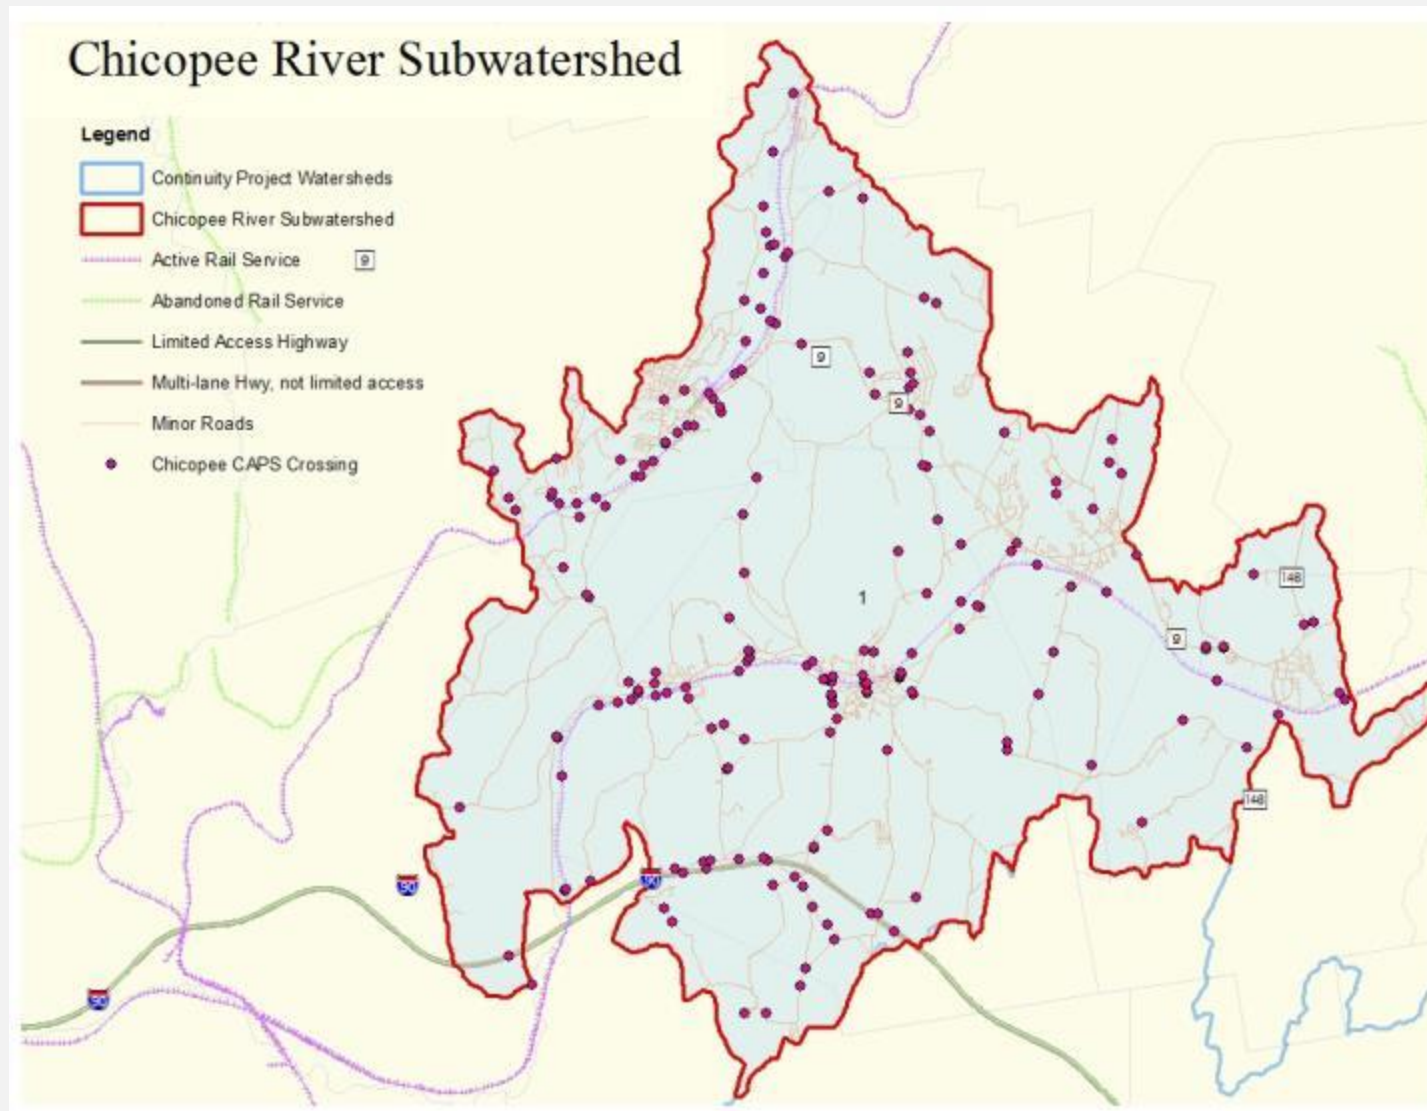 Chicopee River Subwatershed
Legend
Continuity Project Watersheds
Chicopee River Subwatershed
Active Rail Service
9
Abandoned Rail Service
Limited Access Highway
Multi-lane Hwy, not limited access
Minor Roads
Chicopee CAPS Crossing
9
9
148
1
9
148
90
90
90